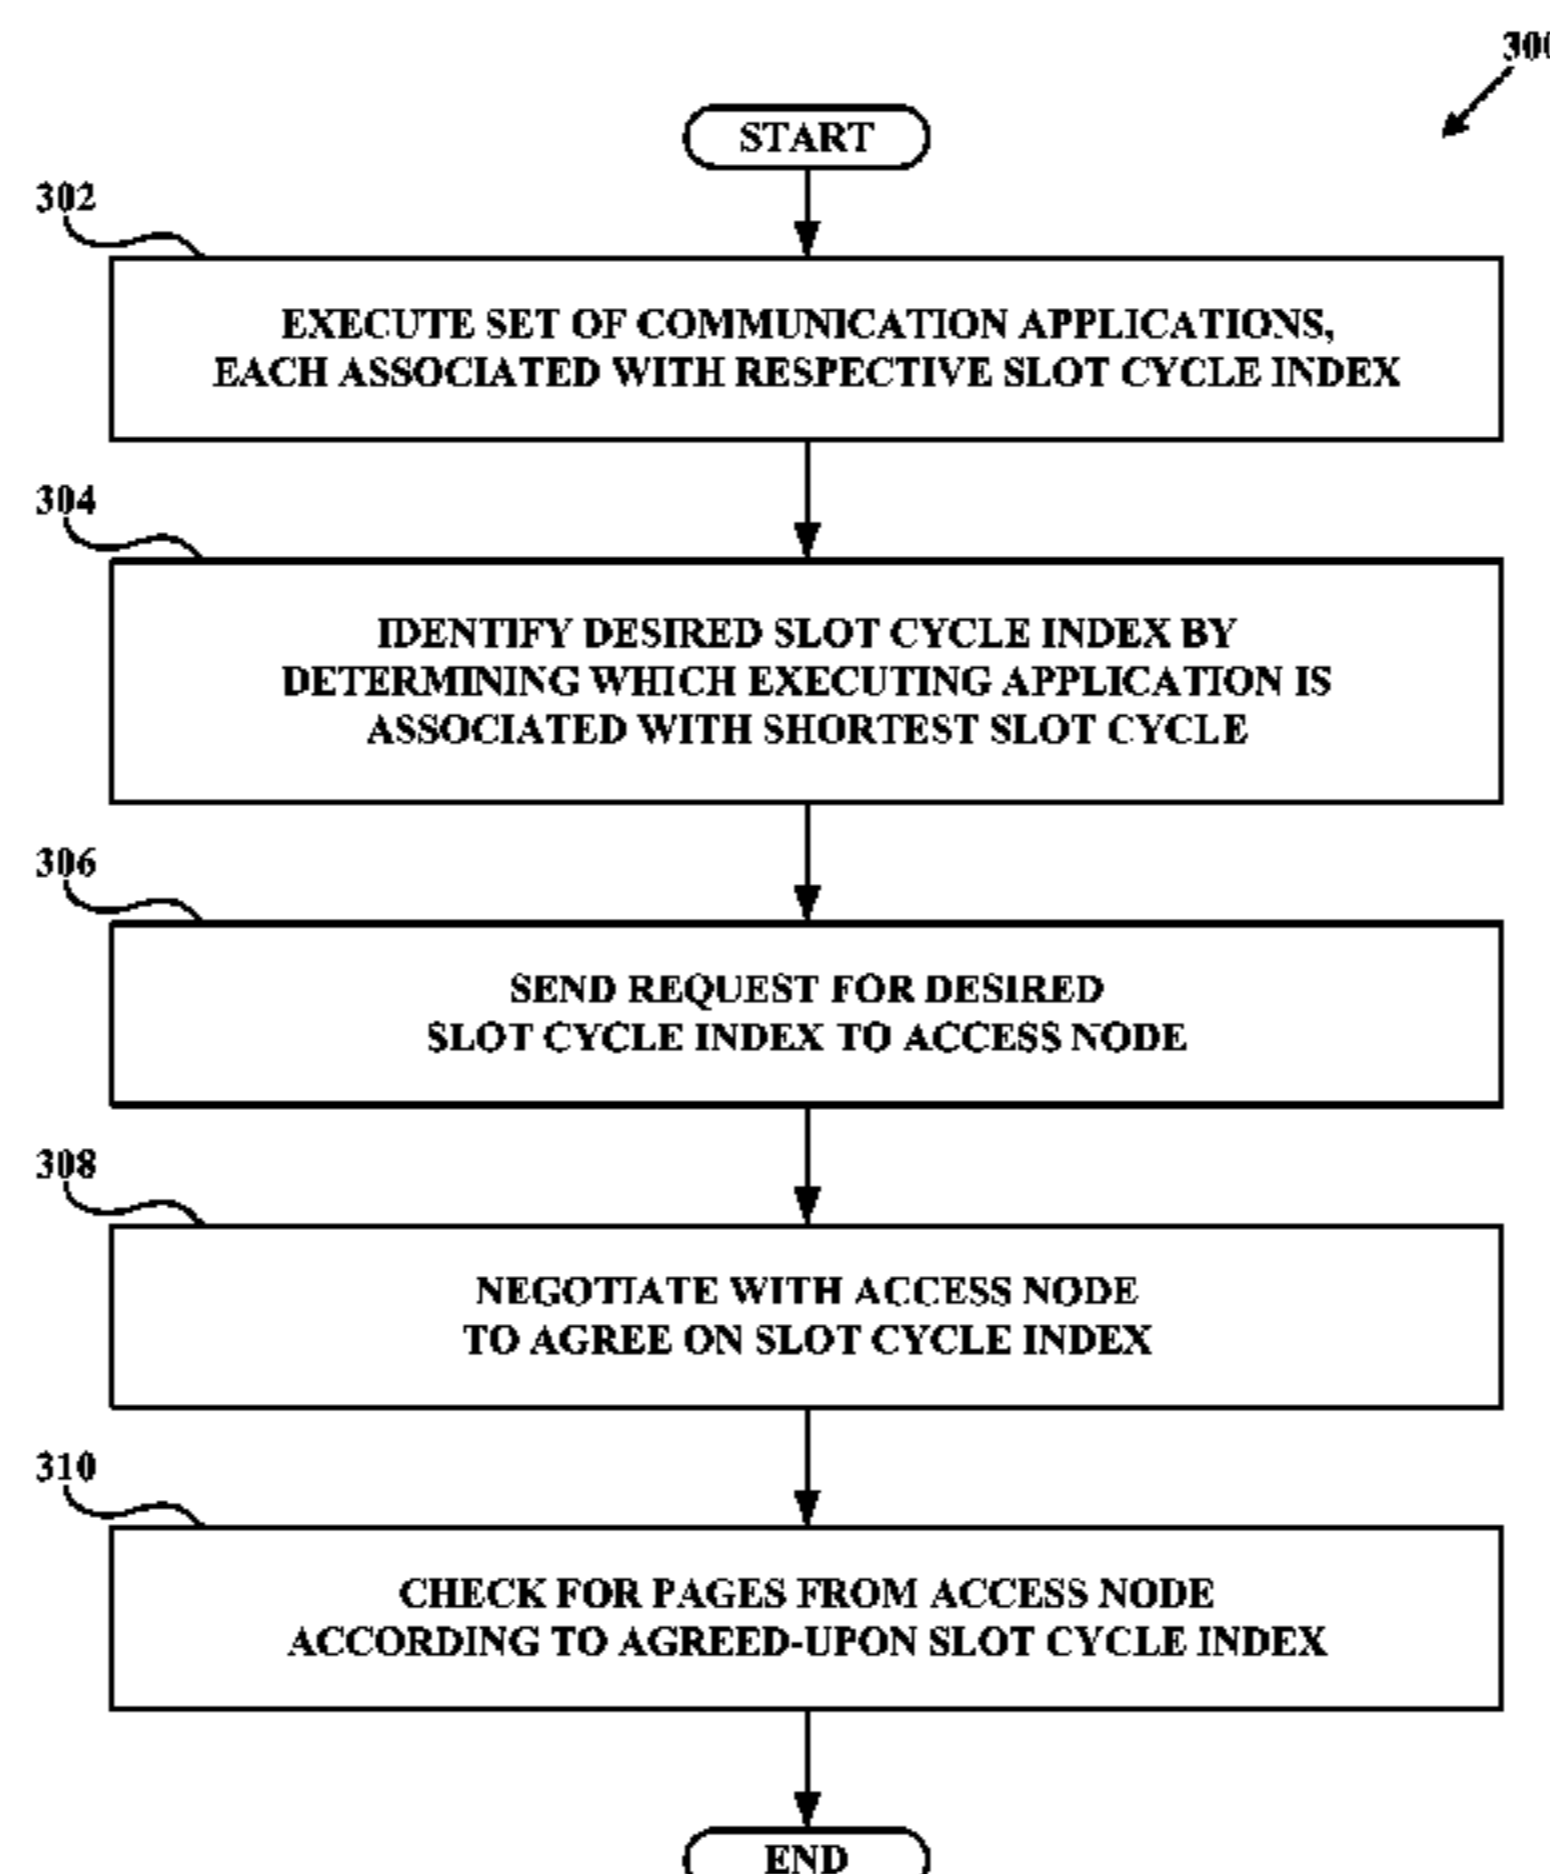 300
START
302
EXECUTE SET OF COMMUNICATION APPLICATIONS,
EACH ASSOCIATED WITH RESPECTIVE SLOT CYCLE INDEX
304
IDENTIFY DESIRED SLOT CYCLE INDEX BY
DETERMINING WHICH EXECUTING APPLICATION IS
ASSOCIATED WITH SHORTEST SLOT CYCLE
306
SEND REQUEST FOR DESIRED
SLOT CYCLE INDEX TO ACCESS NODE
308
NEGOTIATE WITH ACCESS NODE
TO AGREE ON SLOT CYCLE INDEX
310
CHECK FOR PAGES FROM ACCESS NODE
ACCORDING TO AGREED-UPON SLOT CYCLE INDEX
END